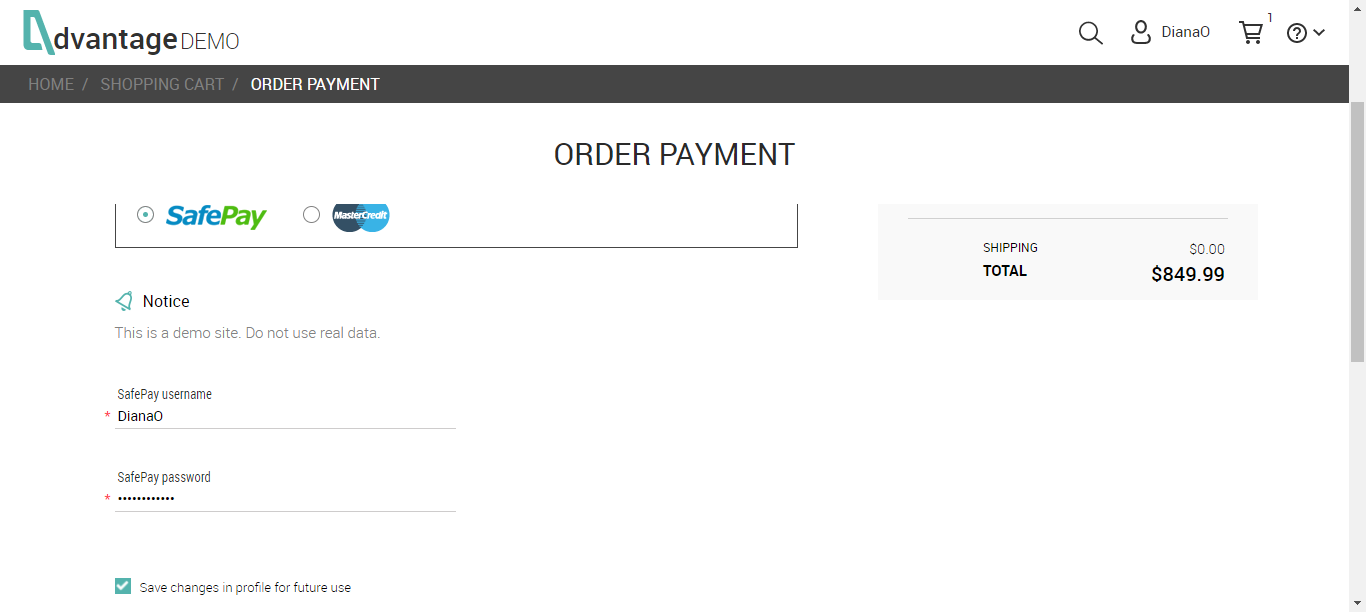 dvantage DEMO
DianaO
1
?
HOME / SHOPPING CART / ORDER PAYMENT
ORDER PAYMENT
SafePay
MasterCredit
SHIPPING $0.00
TOTAL $849.99
Notice
This is a demo site. Do not use real data.
SafePay username
* DianaO
SafePay password
* ••••••••••••
Save changes in profile for future use